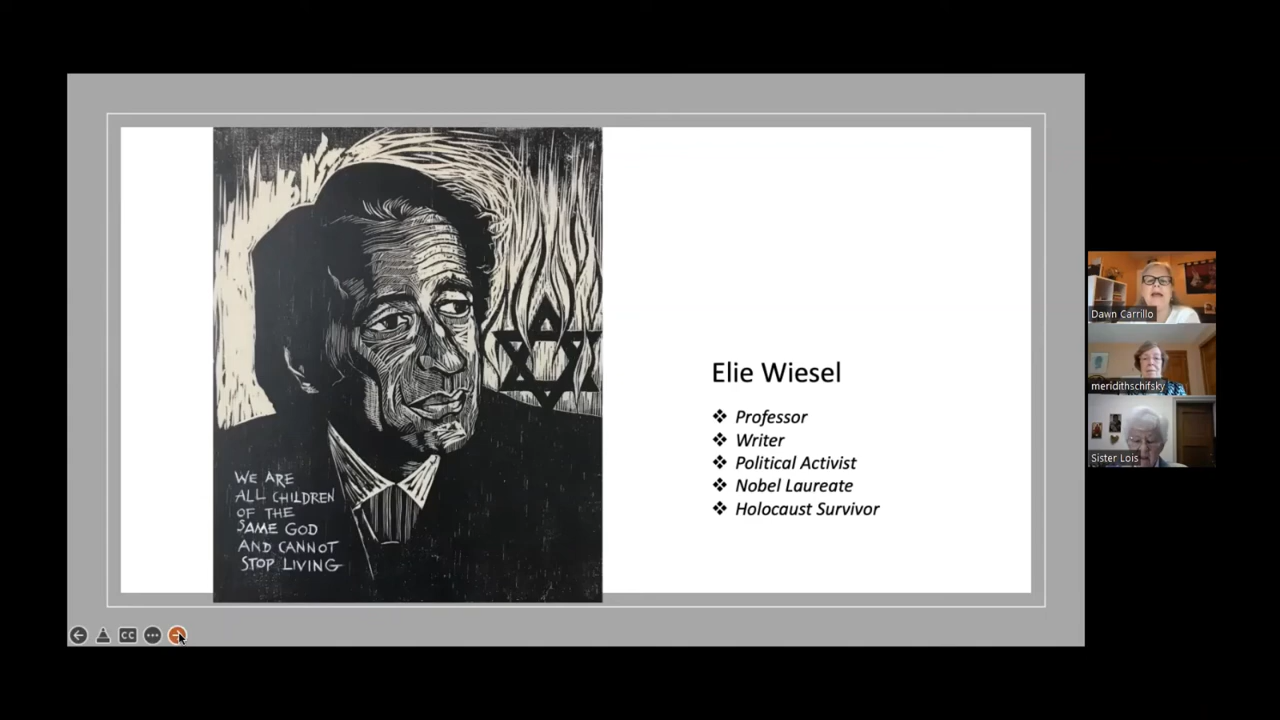 WE ARE
ALL CHILDREN
OF THE
SAME GOD
AND CANNOT
STOP LIVING
Elie Wiesel
❖ Professor
❖ Writer
❖ Political Activist
❖ Nobel Laureate
❖ Holocaust Survivor
Dawn Carrillo
meridithschifsky
Sister Lois
CC